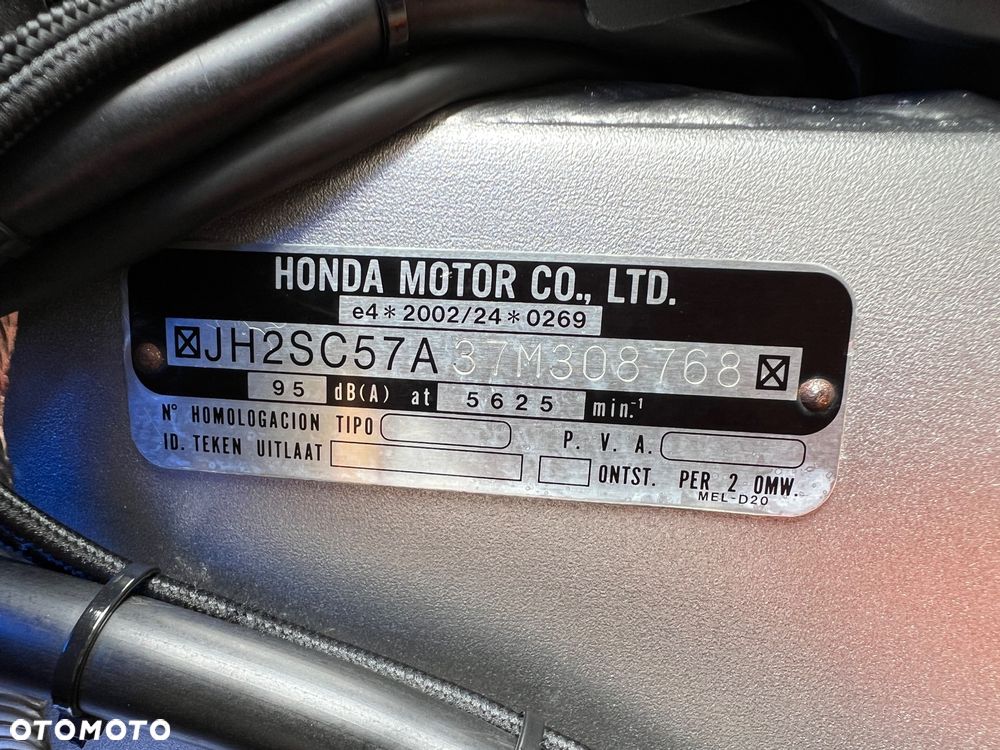 HONDA MOTOR CO., LTD.
e4*2002/24*0269
JH2SC57A37M308768
95 dB(A) at 5625 min.-1
N° HOMOLOGACION TIPO P. V. A.
ID. TEKEN UITLAAT ONTST. PER 2 OMW.
MEL-D20
OTOMOTO